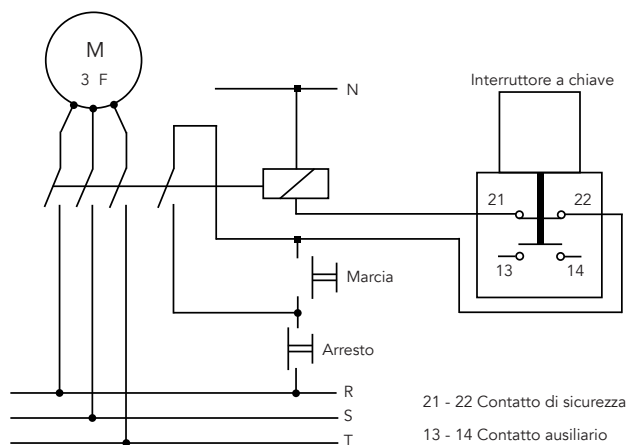 M
3 F
N
Interruttore a chiave
21
22
13
14
Marcia
Arresto
R
S
T
21 - 22 Contatto di sicurezza
13 - 14 Contatto ausiliario